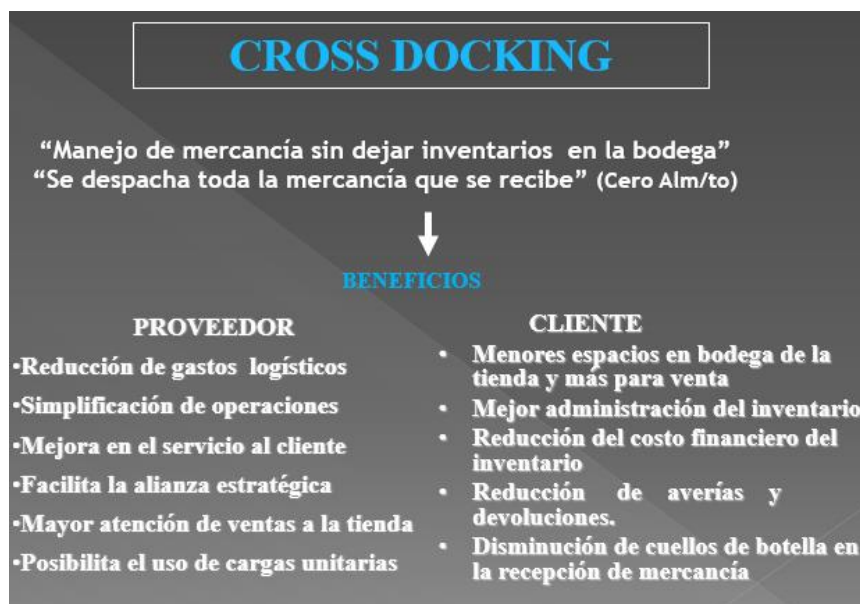 CROSS DOCKING
“Manejo de mercancía sin dejar inventarios en la bodega”
“Se despacha toda la mercancía que se recibe” (Cero Alm/to)
BENEFICIOS
PROVEEDOR
•Reducción de gastos logísticos
•Simplificación de operaciones
•Mejora en el servicio al cliente
•Facilita la alianza estratégica
•Mayor atención de ventas a la tienda
•Posibilita el uso de cargas unitarias
CLIENTE
• Menores espacios en bodega de la
tienda y más para venta
• Mejor administración del inventario
• Reducción del costo financiero del
inventario
• Reducción de averías y
devoluciones.
• Disminución de cuellos de botella en
la recepción de mercancía